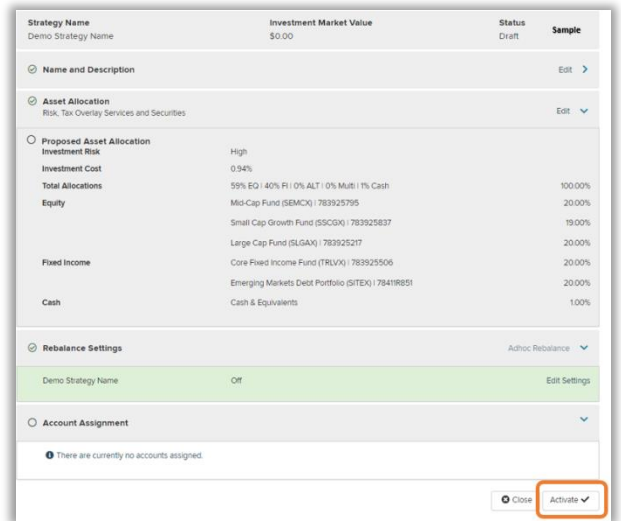 Strategy Name Investment Market Value Status Sample
Demo Strategy Name $0.00 Draft
Name and Description Edit
Asset Allocation Edit
Risk, Tax Overlay Services and Securities
Proposed Asset Allocation
Investment Risk High
Investment Cost 0.94%
Total Allocations 59% EQ | 40% FI | 0% ALT | 0% Multi | 1% Cash 100.00%
Equity Mid-Cap Fund (SEMCX) | 783925795 20.00%
Small Cap Growth Fund (SSCGX) | 783925837 19.00%
Large Cap Fund (SLGAX) | 783925217 20.00%
Fixed Income Core Fixed Income Fund (TRLVX) | 783925506 20.00%
Emerging Markets Debt Portfolio (SITEX) | 78411R851 20.00%
Cash Cash & Equivalents 1.00%
Rebalance Settings Adhoc Rebalance
Demo Strategy Name Off Edit Settings
Account Assignment
There are currently no accounts assigned.
Close Activate